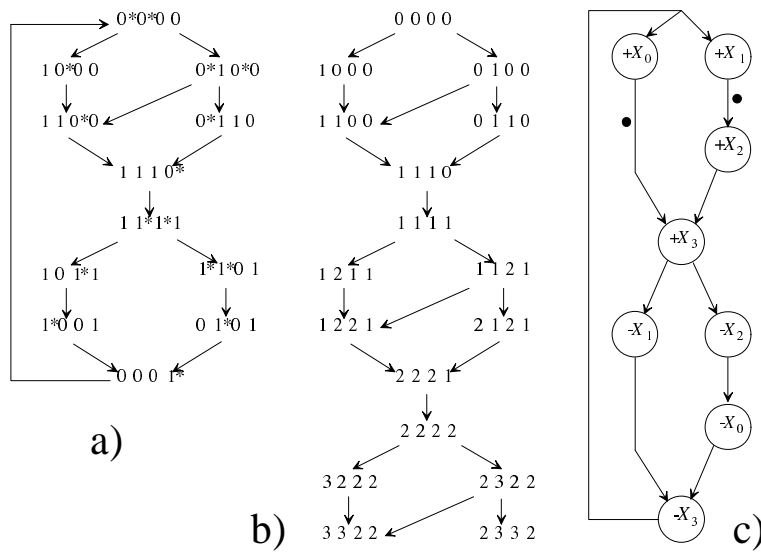 0*0*0 0
1 0*0 0
0*1 0*0
1 1 0*0
0*1 1 0
1 1 1 0*
1 1*1*1
1 0 1*1
1*1*0 1
1*0 0 1
0 1*0 1
0 0 0 1*
a)
0 0 0 0
1 0 0 0
0 1 0 0
1 1 0 0
0 1 1 0
1 1 1 0
1 1 1 1
1 2 1 1
1 1 2 1
1 2 2 1
2 1 2 1
2 2 2 1
2 2 2 2
3 2 2 2
2 3 2 2
3 3 2 2
2 3 3 2
b)
+X0
+X1
+X2
+X3
-X1
-X2
-X0
-X3
c)